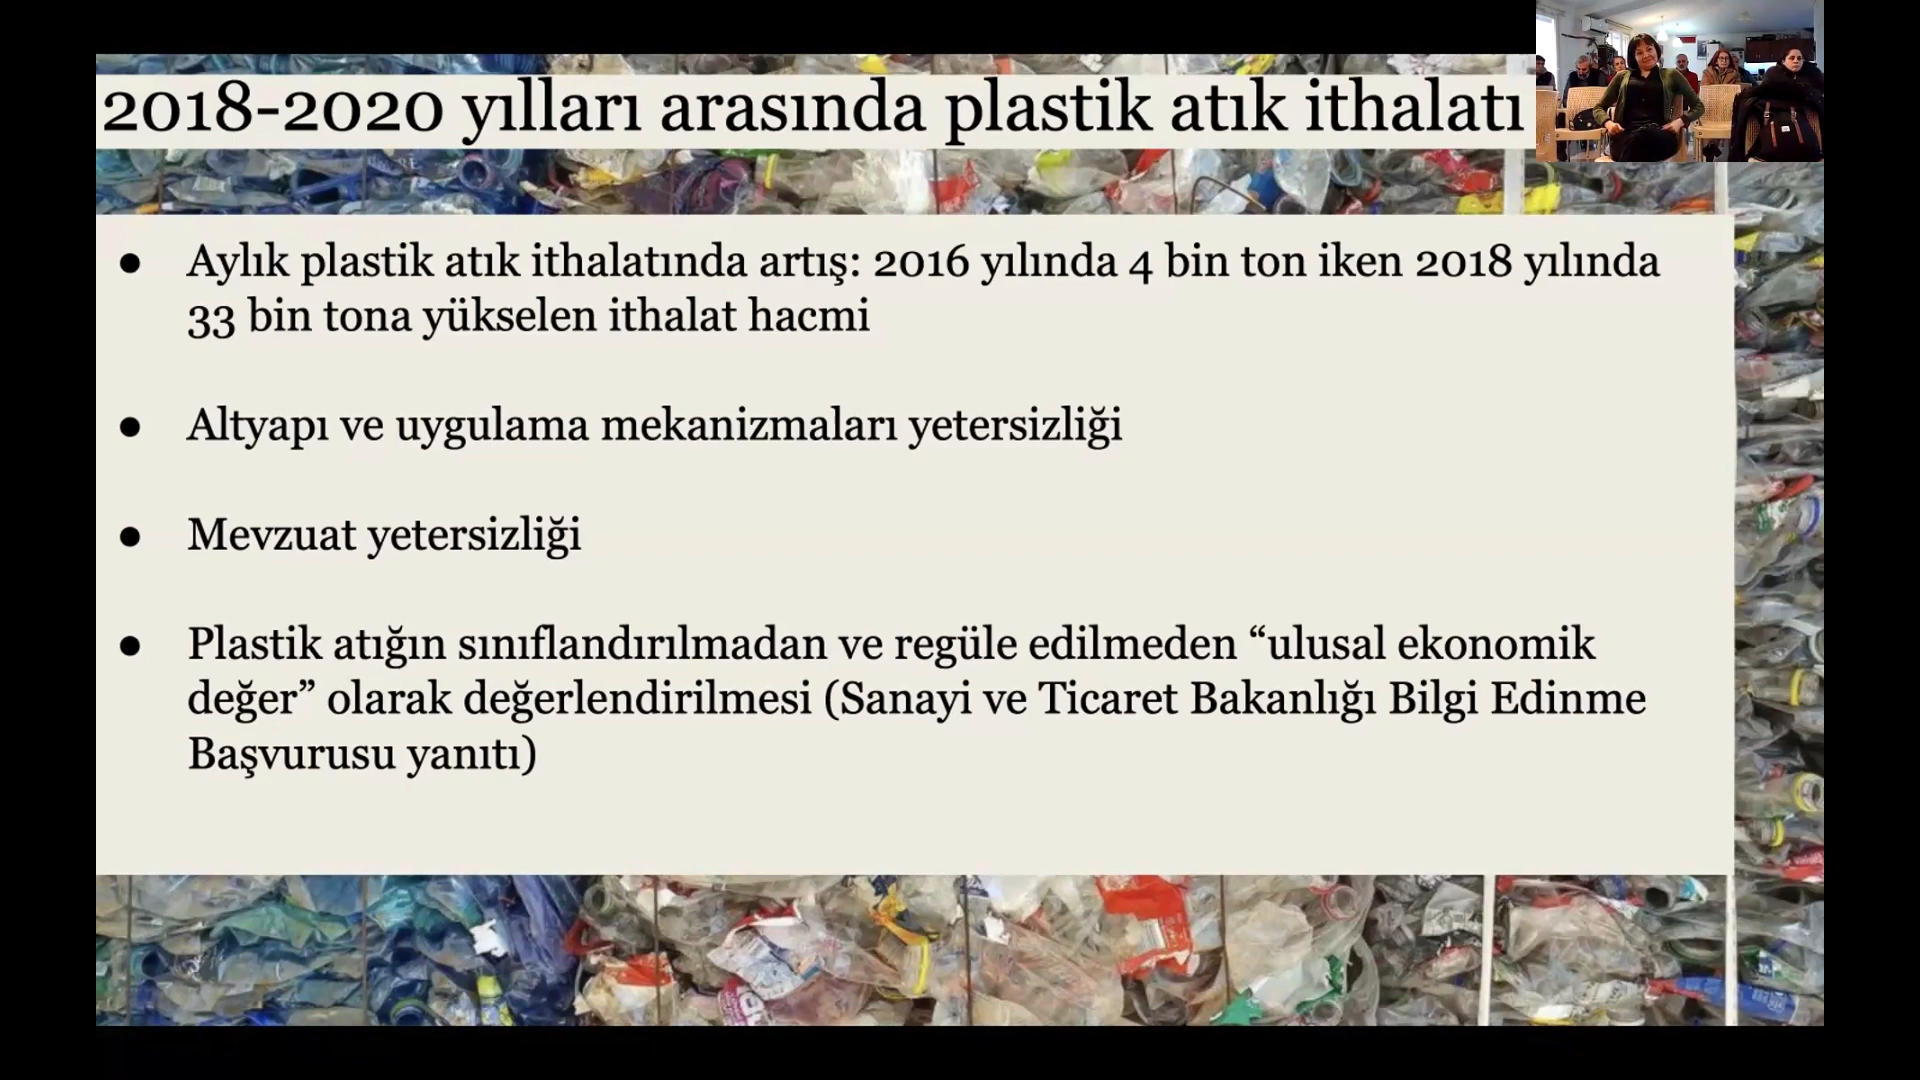 2018-2020 yılları arasında plastik atık ithalatı
● Aylık plastik atık ithalatında artış: 2016 yılında 4 bin ton iken 2018 yılında
33 bin tona yükselen ithalat hacmi
● Altyapı ve uygulama mekanizmaları yetersizliği
● Mevzuat yetersizliği
● Plastik atığın sınıflandırılmadan ve regüle edilmeden “ulusal ekonomik
değer” olarak değerlendirilmesi (Sanayi ve Ticaret Bakanlığı Bilgi Edinme
Başvurusu yanıtı)